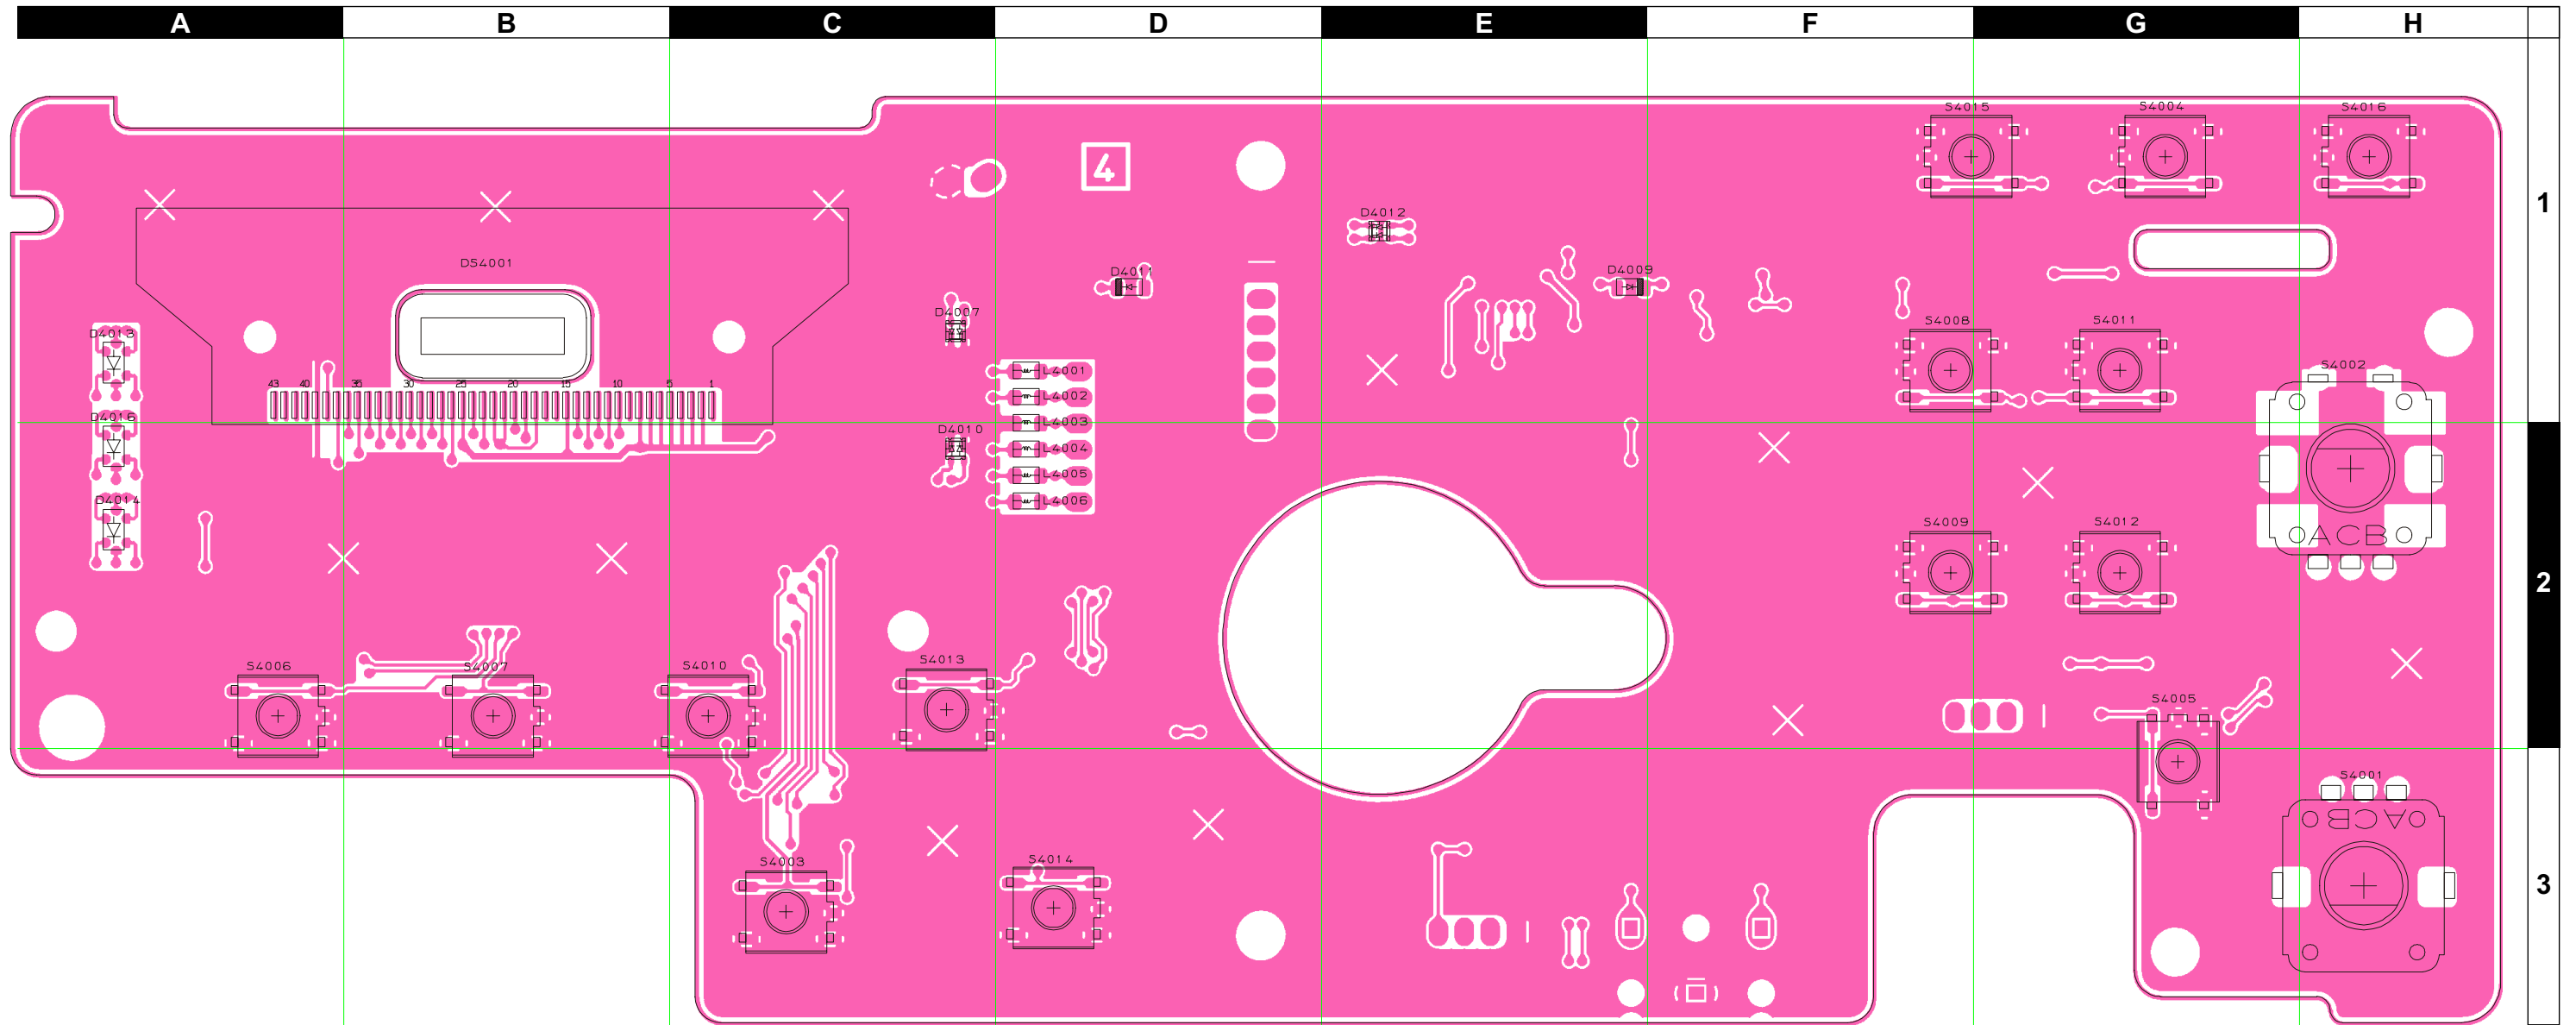 A B C D E F G H
S4015 S4004 S4016
4
1
D4012
DS4001
D4011 D4009
D4007
S4008 S4011
D4013
S4002
L4001
43 40 35 30 25 20 15 10 5 1
L4002
D4016
L4003
D4010
L4004
L4005
D4014
L4006
S4009 S4012
ACB
2
S4006 S4007 S4010 S4013
S4005
S4001
ACB
S4003 S4014
3